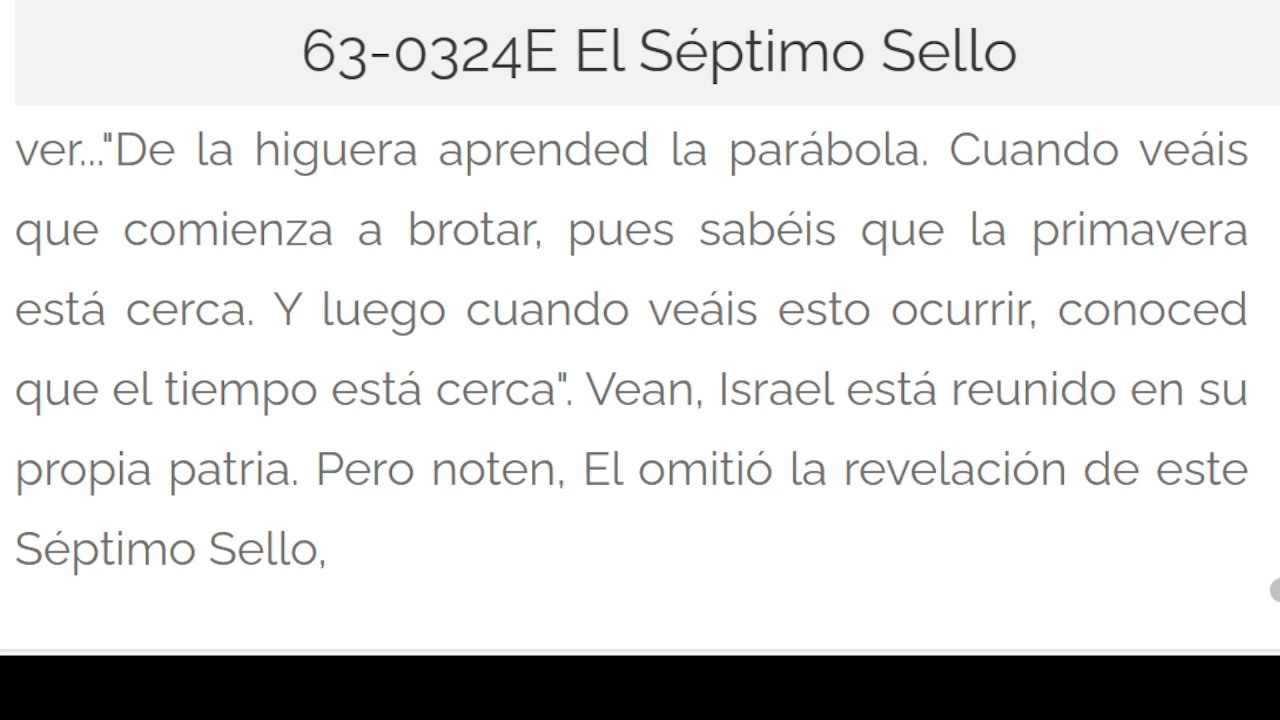 63-0324E El Séptimo Sello
ver..."De la higuera aprended la parábola. Cuando veáis
que comienza a brotar, pues sabéis que la primavera
está cerca. Y luego cuando veáis esto ocurrir, conoced
que el tiempo está cerca". Vean, Israel está reunido en su
propia patria. Pero noten, El omitió la revelación de este
Séptimo Sello,